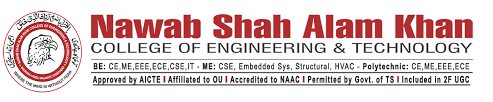 Nawab Shah Alam Khan
COLLEGE OF ENGINEERING & TECHNOLOGY
BE: CE,ME,EEE,ECE,CSE,IT - ME: CSE, Embedded Sys, Structural, HVAC - Polytechnic: CE,ME,EEE,ECE
Approved by AICTE I Affiliated to OU I Accredited to NAAC I Permitted by Govt. of TS I Included in 2F UGC